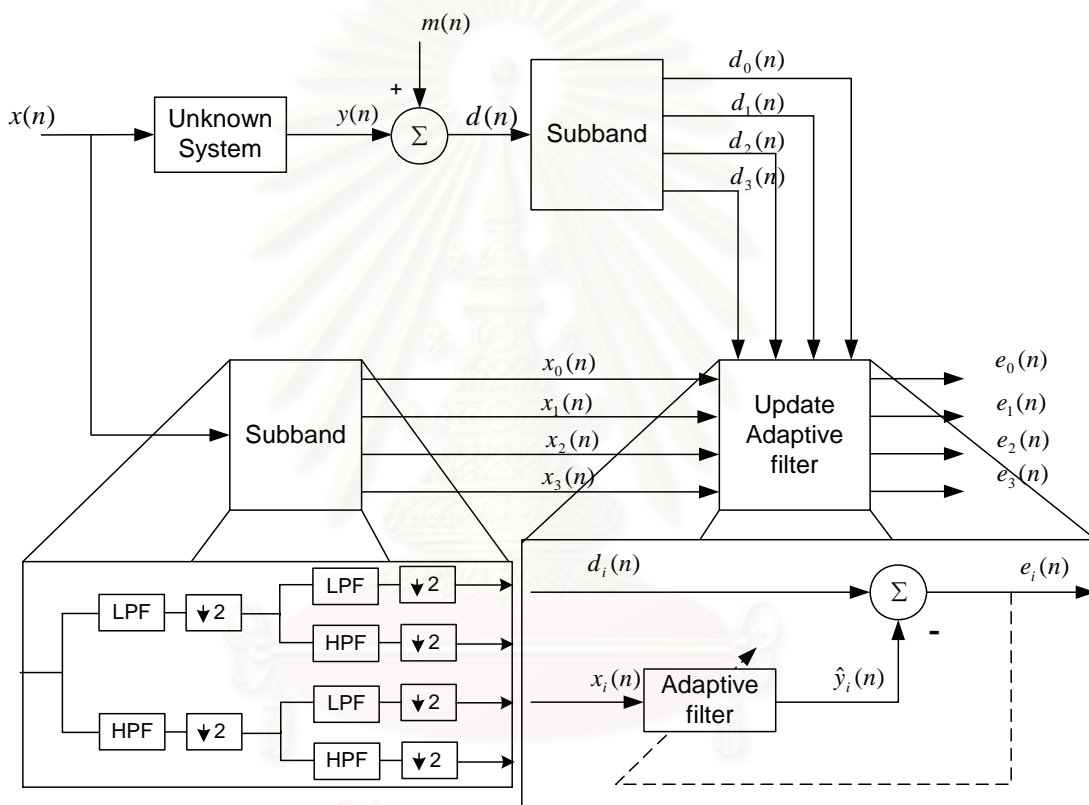 m(n)
+
x(n)
Unknown
System
y(n)
Σ
d(n)
Subband
d₀(n)
d₁(n)
d₂(n)
d₃(n)
Subband
x₀(n)
x₁(n)
x₂(n)
x₃(n)
Update
Adaptive
filter
e₀(n)
e₁(n)
e₂(n)
e₃(n)
LPF
↓2
LPF
↓2
HPF
↓2
HPF
↓2
LPF
↓2
HPF
↓2
dᵢ(n)
Σ
eᵢ(n)
-
xᵢ(n)
Adaptive
filter
ŷᵢ(n)